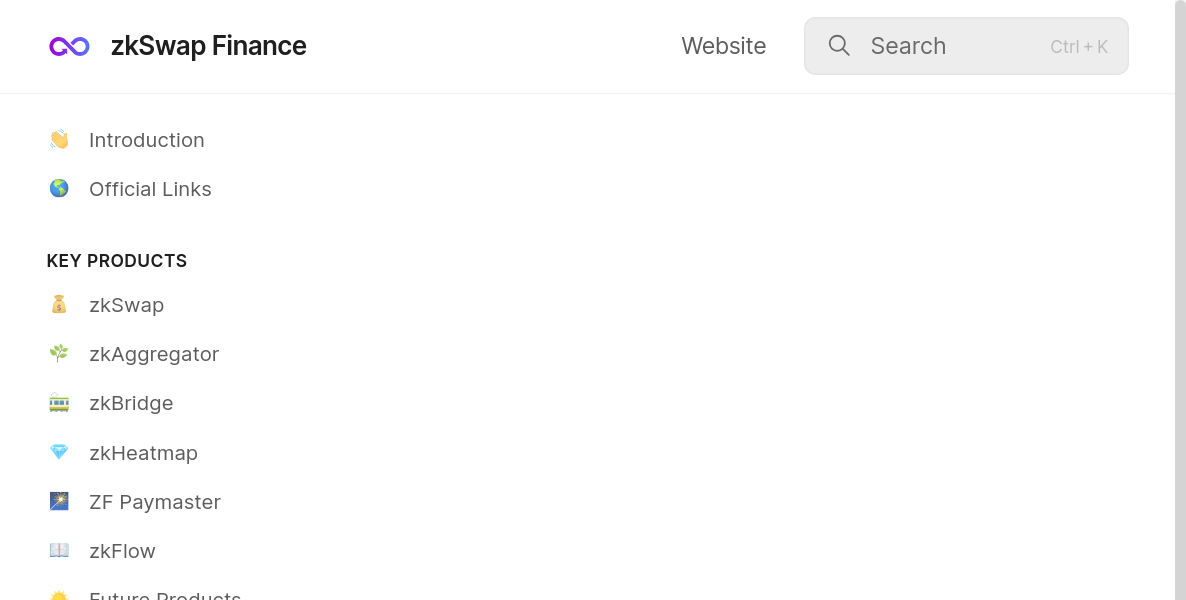 zkSwap Finance
Website
Search
Ctrl + K
Introduction
Official Links
KEY PRODUCTS
zkSwap
zkAggregator
zkBridge
zkHeatmap
ZF Paymaster
zkFlow
Future Products